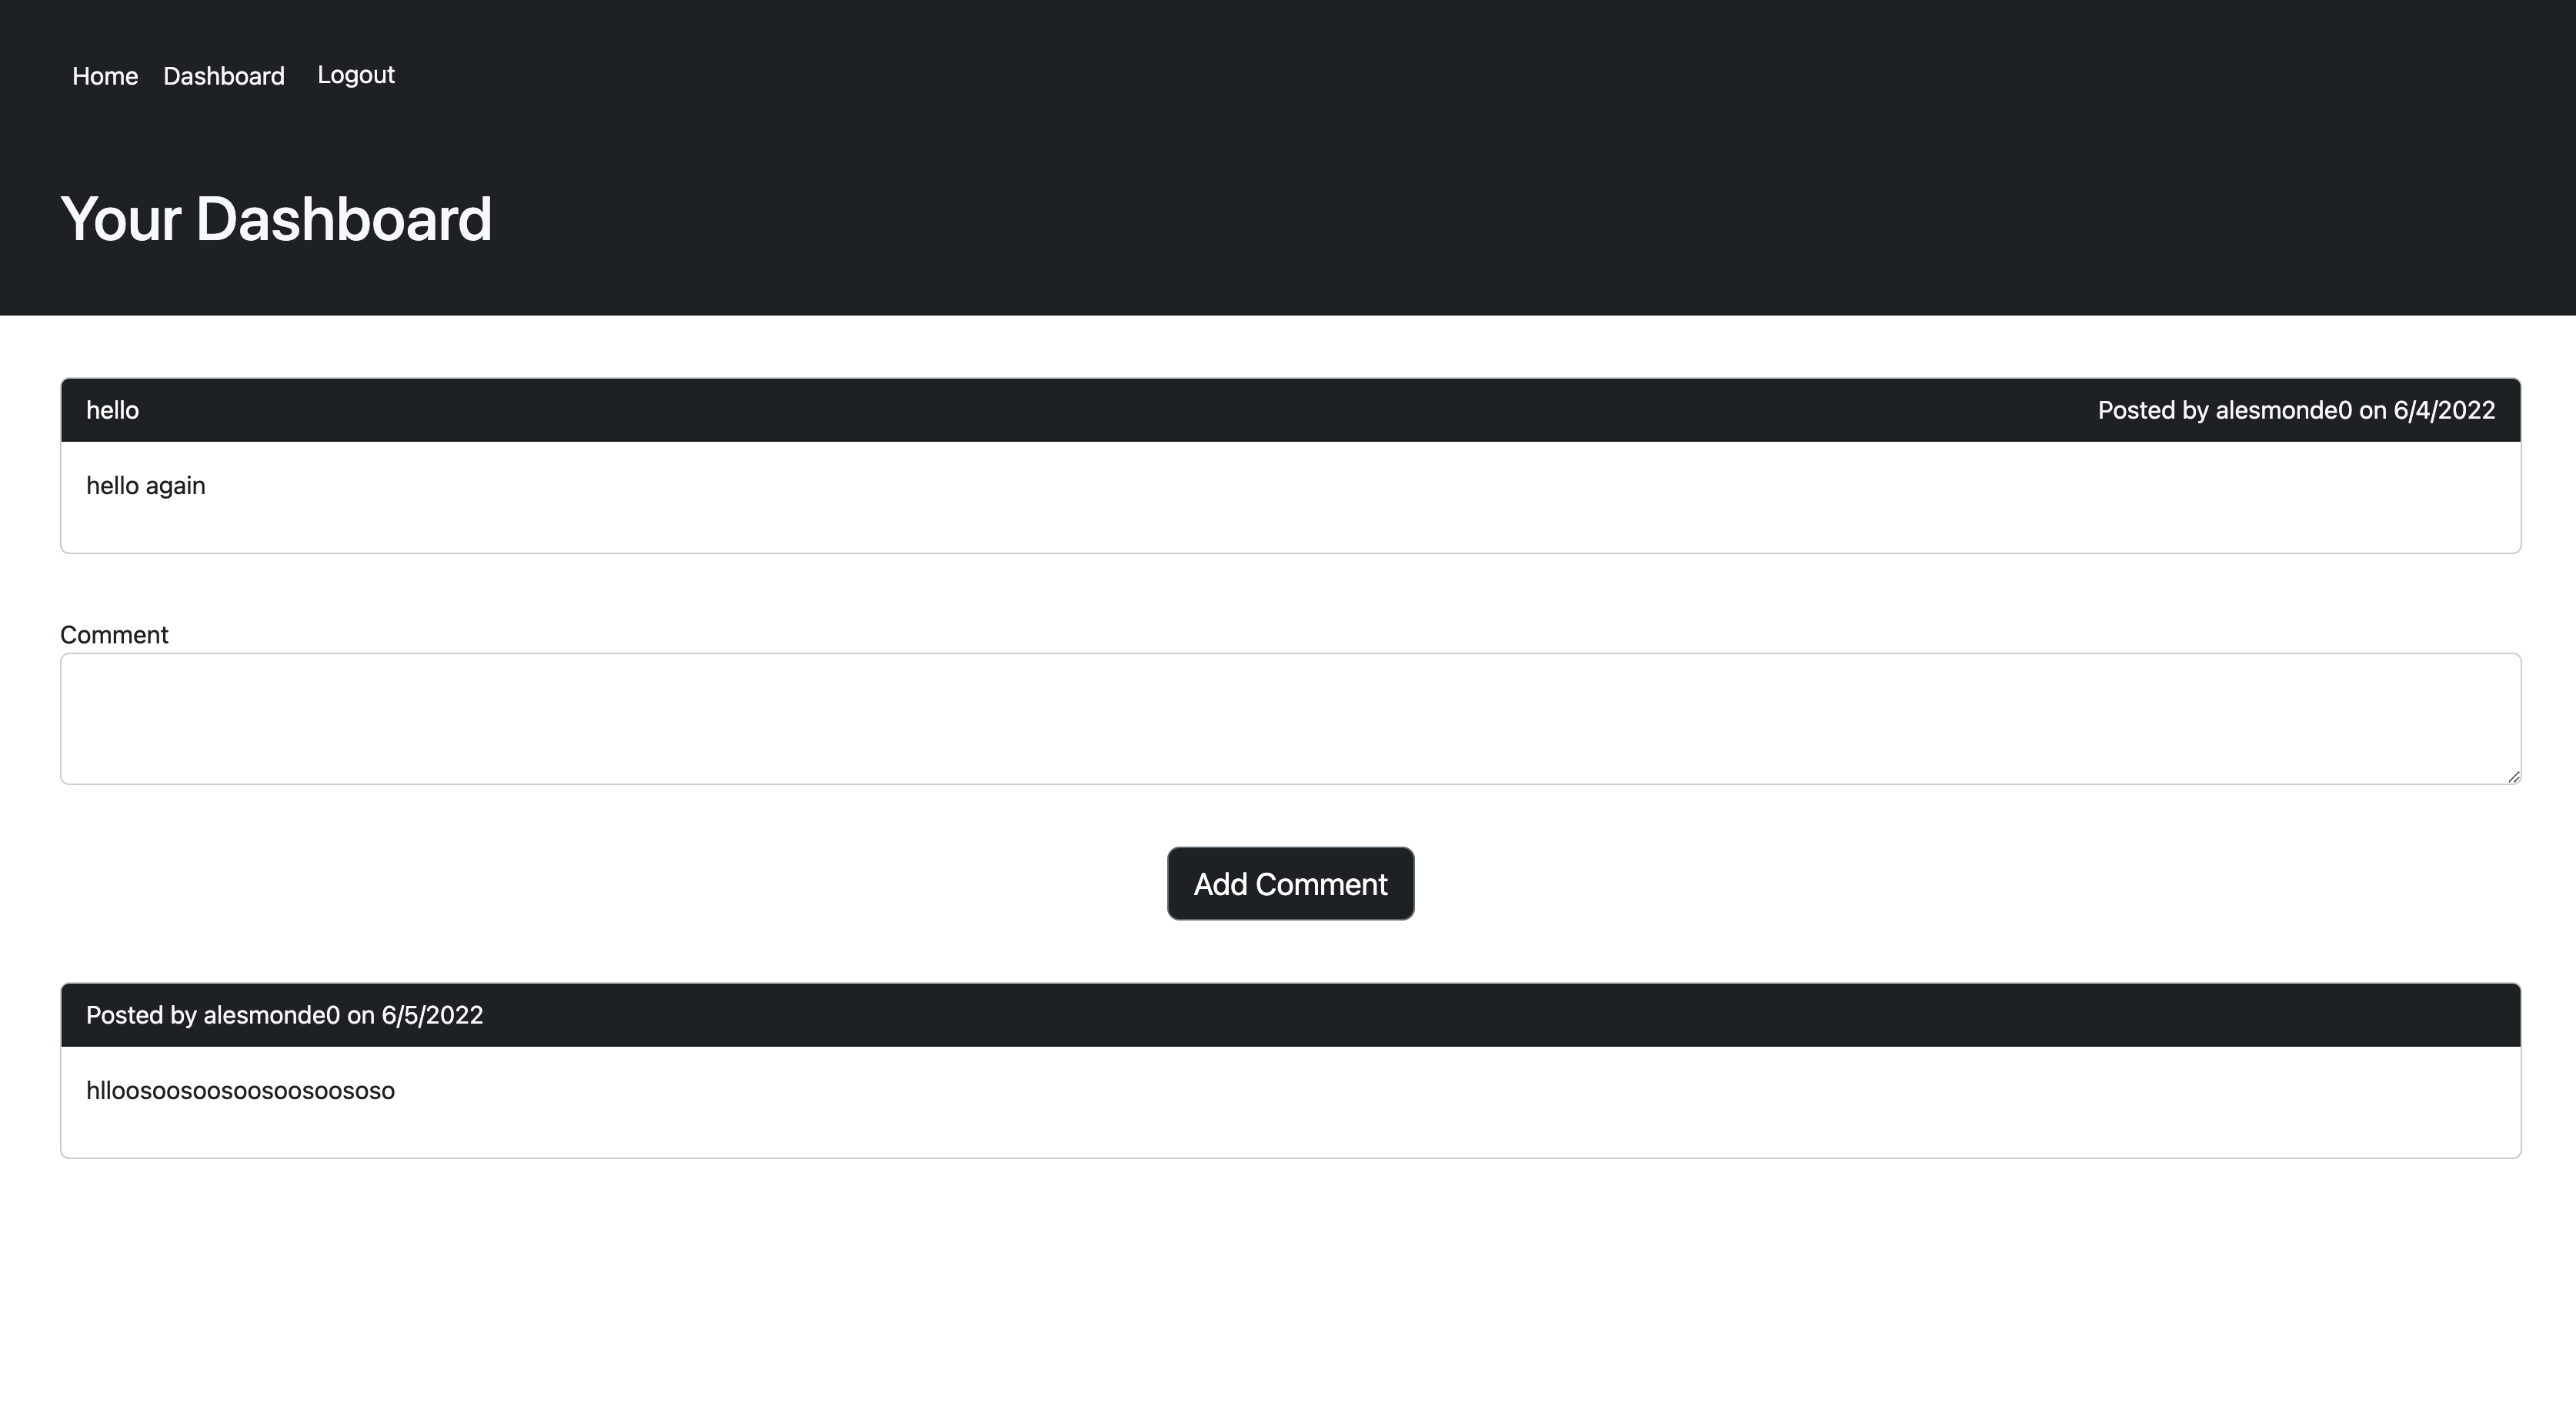 Home Dashboard Logout
Your Dashboard
hello Posted by alesmonde0 on 6/4/2022
hello again
Comment
Add Comment
Posted by alesmonde0 on 6/5/2022
hlloosoosoosoosoosoososo